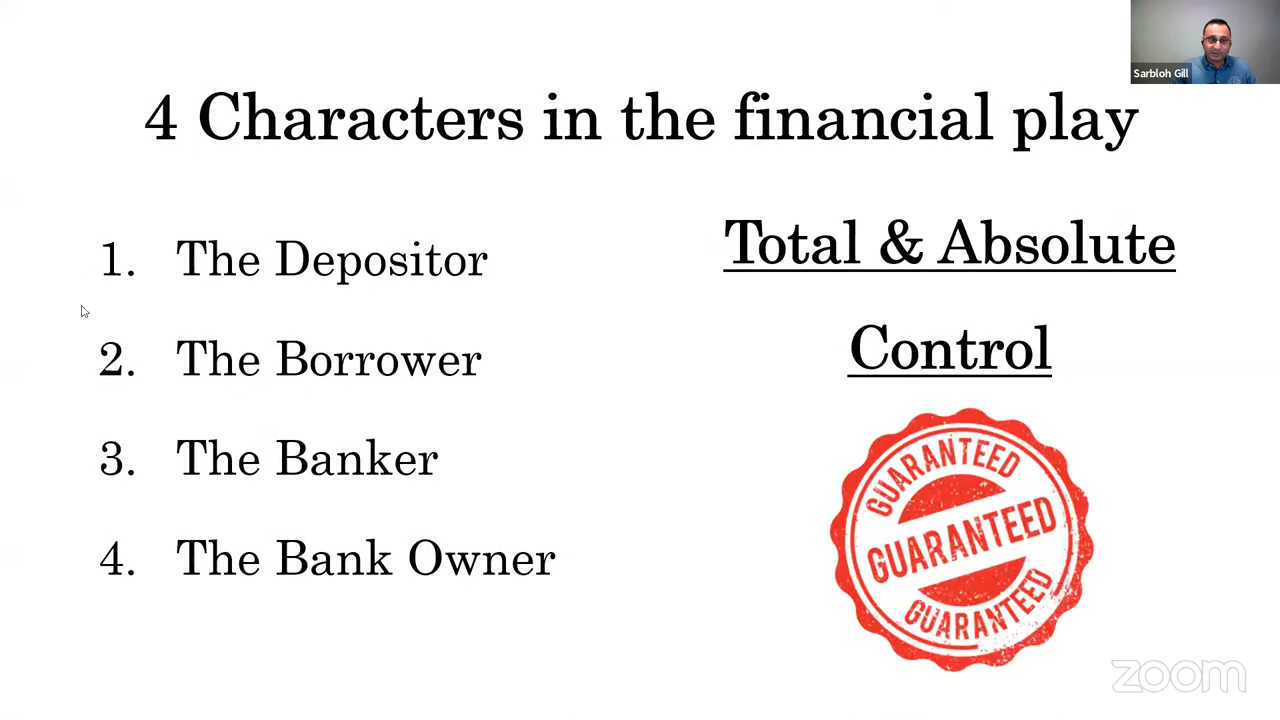 Sarbloh Gill
4 Characters in the financial play
1. The Depositor
2. The Borrower
3. The Banker
4. The Bank Owner
Total & Absolute
Control
GUARANTEED
GUARANTEED
GUARANTEED
zoom